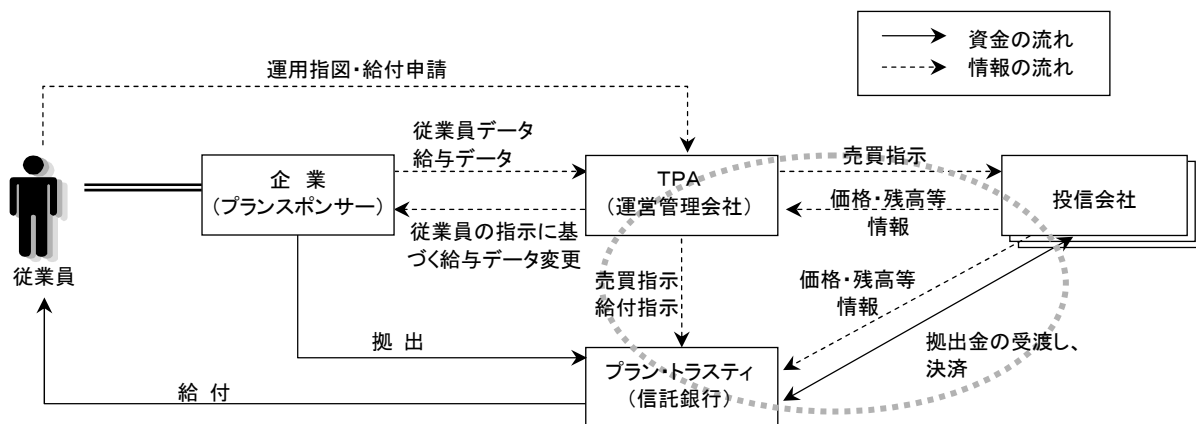 資金の流れ
情報の流れ
運用指図・給付申請
従業員データ
給与データ
売買指示
企 業
(プランスポンサー)
TPA
(運営管理会社)
投信会社
価格・残高等
情報
従業員の指示に基
づく給与データ変更
従業員
売買指示
給付指示
価格・残高等
情報
拠 出
拠出金の受渡し、
決済
プラン・トラスティ
(信託銀行)
給 付